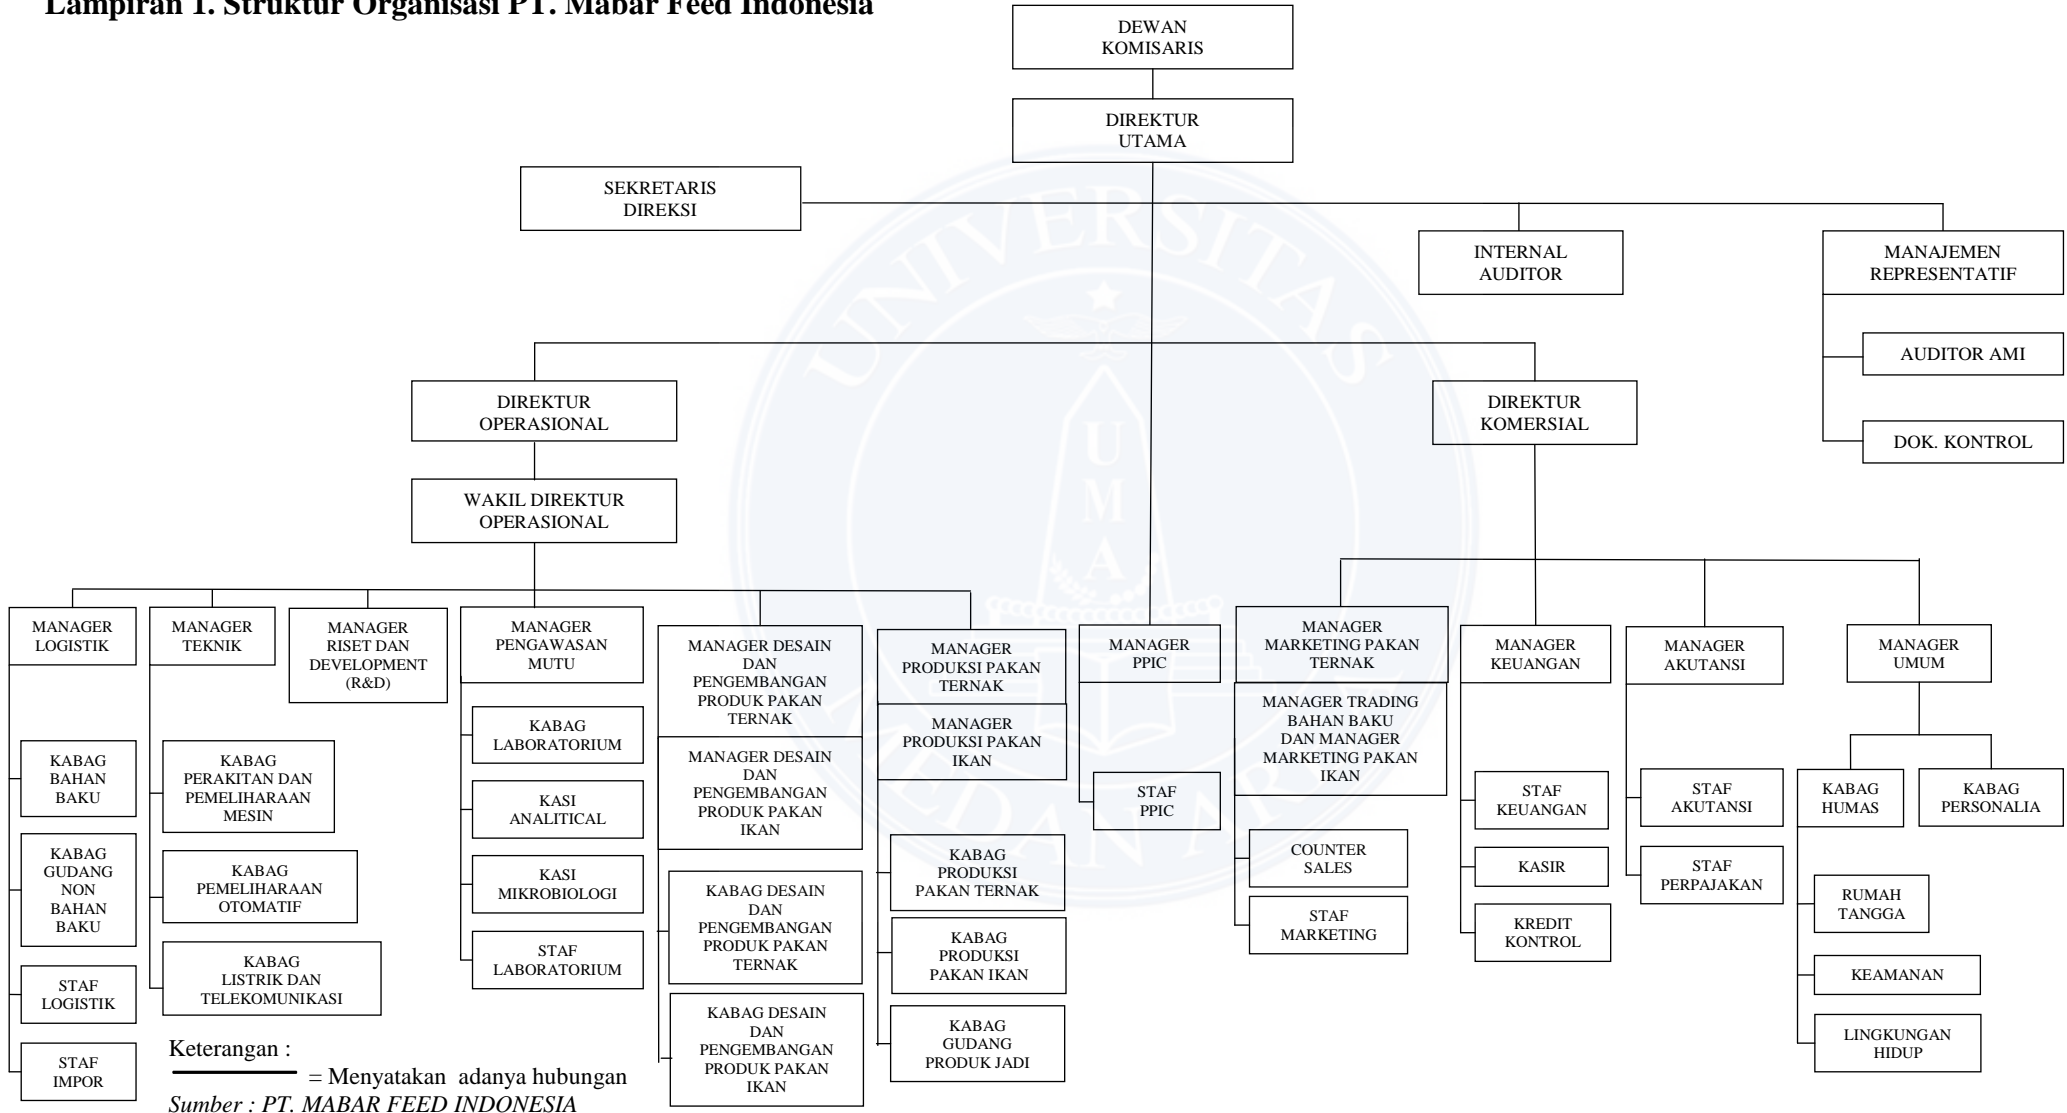 Lampiran 1. Struktur Organisasi PT. Mabar Feed Indonesia
DEWAN
KOMISARIS
DIREKTUR
UTAMA
SEKRETARIS
DIREKSI
INTERNAL
AUDITOR
MANAJEMEN
REPRESENTATIF
AUDITOR AMI
DOK. KONTROL
DIREKTUR
OPERASIONAL
DIREKTUR
KOMERSIAL
WAKIL DIREKTUR
OPERASIONAL
MANAGER
LOGISTIK
KABAG
BAHAN
BAKU
KABAG
GUDANG
NON
BAHAN
BAKU
STAF
LOGISTIK
STAF
IMPOR
MANAGER
TEKNIK
KABAG
PERAKITAN DAN
PEMELIHARAAN
MESIN
KABAG
PEMELIHARAAN
OTOMATIF
KABAG
LISTRIK DAN
TELEKOMUNIKASI
MANAGER
RISET DAN
DEVELOPMENT
(R&D)
MANAGER
PENGAWASAN
MUTU
KABAG
LABORATORIUM
KASI
ANALITICAL
KASI
MIKROBIOLOGI
STAF
LABORATORIUM
MANAGER DESAIN
DAN
PENGEMBANGAN
PRODUK PAKAN
TERNAK
MANAGER DESAIN
DAN
PENGEMBANGAN
PRODUK PAKAN
IKAN
KABAG DESAIN
DAN
PENGEMBANGAN
PRODUK PAKAN
TERNAK
KABAG DESAIN
DAN
PENGEMBANGAN
PRODUK PAKAN
IKAN
MANAGER
PRODUKSI PAKAN
TERNAK
MANAGER
PRODUKSI PAKAN
IKAN
KABAG
PRODUKSI
PAKAN TERNAK
KABAG
PRODUKSI
PAKAN IKAN
KABAG
GUDANG
PRODUK JADI
MANAGER
PPIC
STAF
PPIC
MANAGER
MARKETING PAKAN
TERNAK
MANAGER TRADING
BAHAN BAKU
DAN MANAGER
MARKETING PAKAN
IKAN
COUNTER
SALES
STAF
MARKETING
MANAGER
KEUANGAN
STAF
KEUANGAN
KASIR
KREDIT
KONTROL
MANAGER
AKUTANSI
STAF
AKUTANSI
STAF
PERPAJAKAN
MANAGER
UMUM
KABAG
HUMAS
KABAG
PERSONALIA
RUMAH
TANGGA
KEAMANAN
LINGKUNGAN
HIDUP
Keterangan :
= Menyatakan adanya hubungan
Sumber : PT. MABAR FEED INDONESIA
UNIVERSITAS
MEDAN AREA
U
M
A